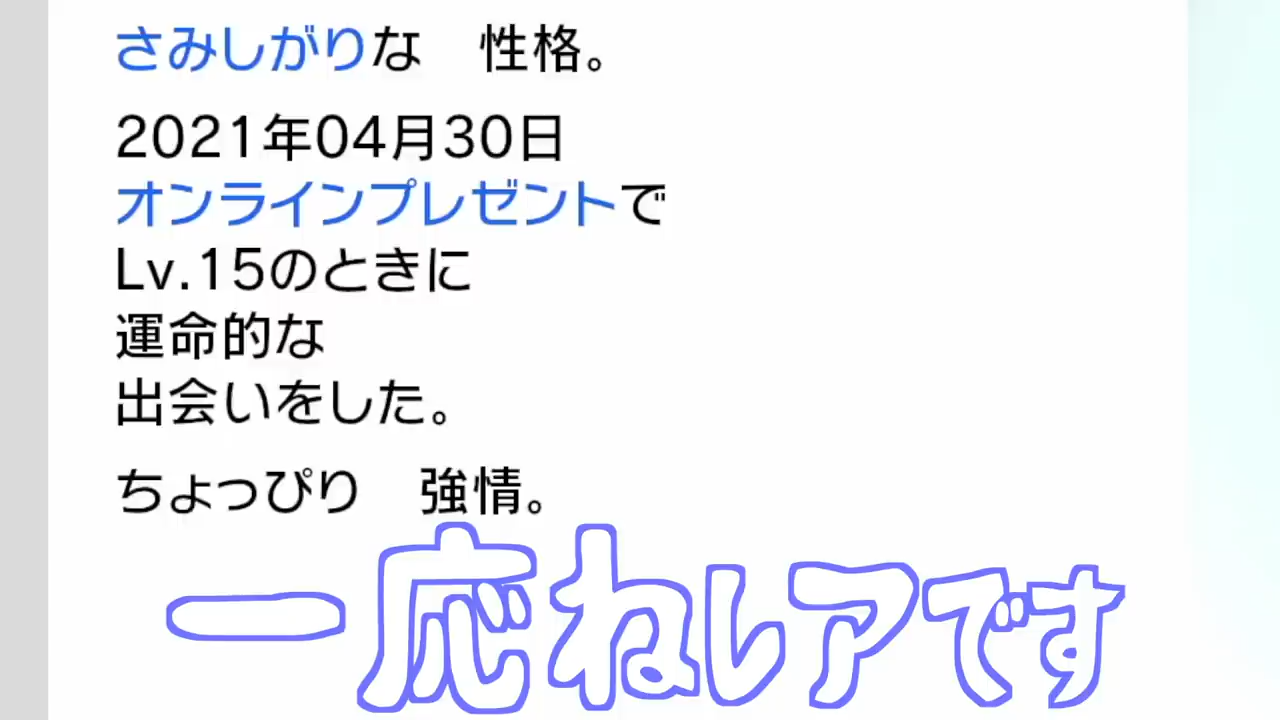 さみしがりな　性格。
2021年04月30日
オンラインプレゼントで
Lv.15のときに
運命的な
出会いをした。
ちょっぴり　強情。
一応ねレアです